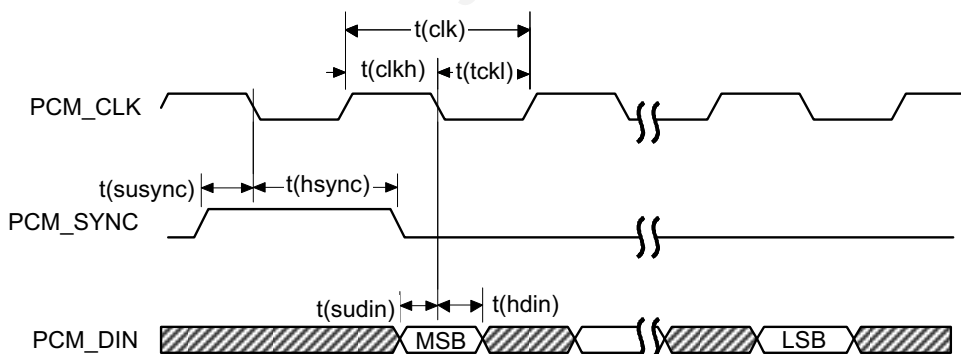 t(clk)
t(clkh) t(tckl)
PCM_CLK
t(susync) t(hsync)
PCM_SYNC
t(sudin) t(hdin)
PCM_DIN MSB LSB